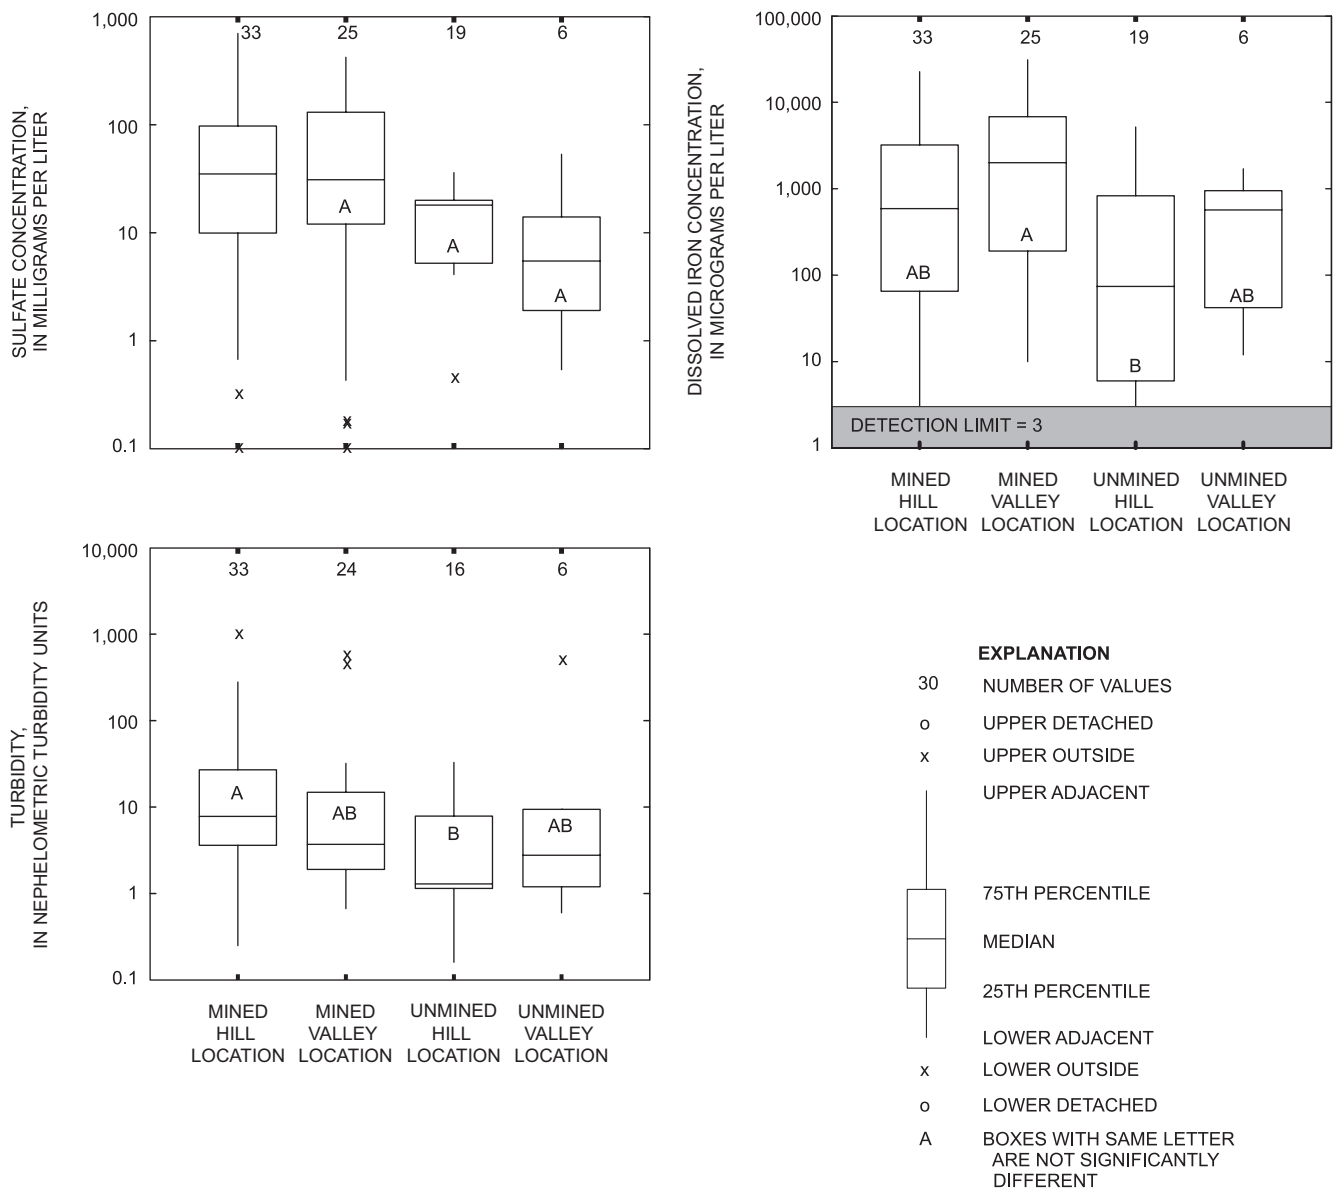 SULFATE CONCENTRATION,
IN MILLIGRAMS PER LITER
1,000
100
10
1
0.1
33
25
19
6
x
x
A
x
x
x
A
x
A
DISSOLVED IRON CONCENTRATION,
IN MICROGRAMS PER LITER
100,000
10,000
1,000
100
10
1
33
25
19
6
AB
A
B
AB
DETECTION LIMIT = 3
MINED
HILL
LOCATION
MINED
VALLEY
LOCATION
UNMINED
HILL
LOCATION
UNMINED
VALLEY
LOCATION
TURBIDITY,
IN NEPHELOMETRIC TURBIDITY UNITS
10,000
1,000
100
10
1
0.1
33
24
16
6
x
A
x
x
AB
B
x
AB
MINED
HILL
LOCATION
MINED
VALLEY
LOCATION
UNMINED
HILL
LOCATION
UNMINED VALLEY
VALLEY
LOCATION
EXPLANATION
30 NUMBER OF VALUES
o UPPER DETACHED
x UPPER OUTSIDE
UPPER ADJACENT
75TH PERCENTILE
MEDIAN
25TH PERCENTILE
LOWER ADJACENT
x LOWER OUTSIDE
o LOWER DETACHED
A BOXES WITH SAME LETTER
ARE NOT SIGNIFICANTLY
DIFFERENT